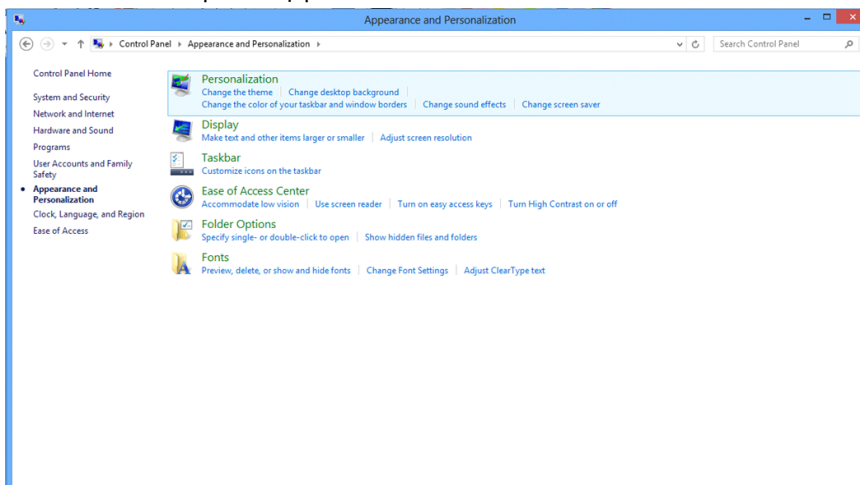 Appearance and Personalization
Control Panel Appearance and Personalization
Search Control Panel
Control Panel Home
System and Security
Network and Internet
Hardware and Sound
Programs
User Accounts and Family
Safety
Appearance and
Personalization
Clock, Language, and Region
Ease of Access
Personalization
Change the theme Change desktop background
Change the color of your taskbar and window borders Change sound effects Change screen saver
Display
Make text and other items larger or smaller Adjust screen resolution
Taskbar
Customize icons on the taskbar
Ease of Access Center
Accommodate low vision Use screen reader Turn on easy access keys Turn High Contrast on or off
Folder Options
Specify single- or double-click to open Show hidden files and folders
Fonts
Preview, delete, or show and hide fonts Change Font Settings Adjust ClearType text